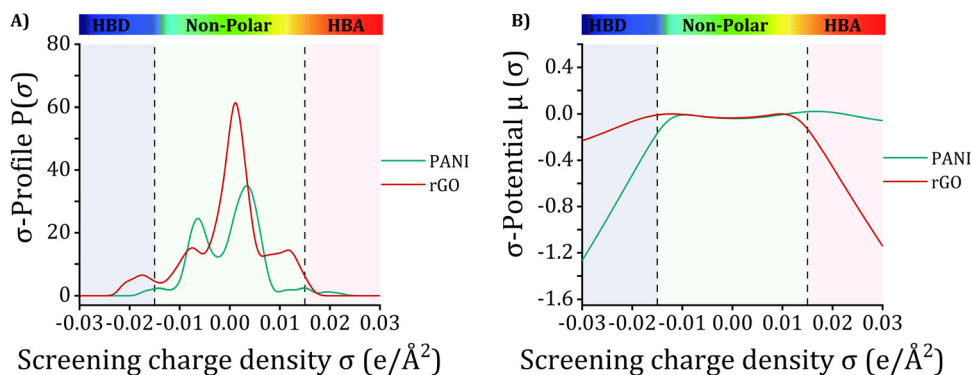 A)
HBD Non-Polar HBA
σ-Profile P(σ)
80
60
40
20
0
-0.03 -0.02 -0.01 0.00 0.01 0.02 0.03
Screening charge density σ (e/Å²)
PANI
rGO
B)
HBD Non-Polar HBA
σ-Potential μ (σ)
0.4
0.0
-0.4
-0.8
-1.2
-1.6
-0.03 -0.02 -0.01 0.00 0.01 0.02 0.03
Screening charge density σ (e/Å²)
PANI
rGO